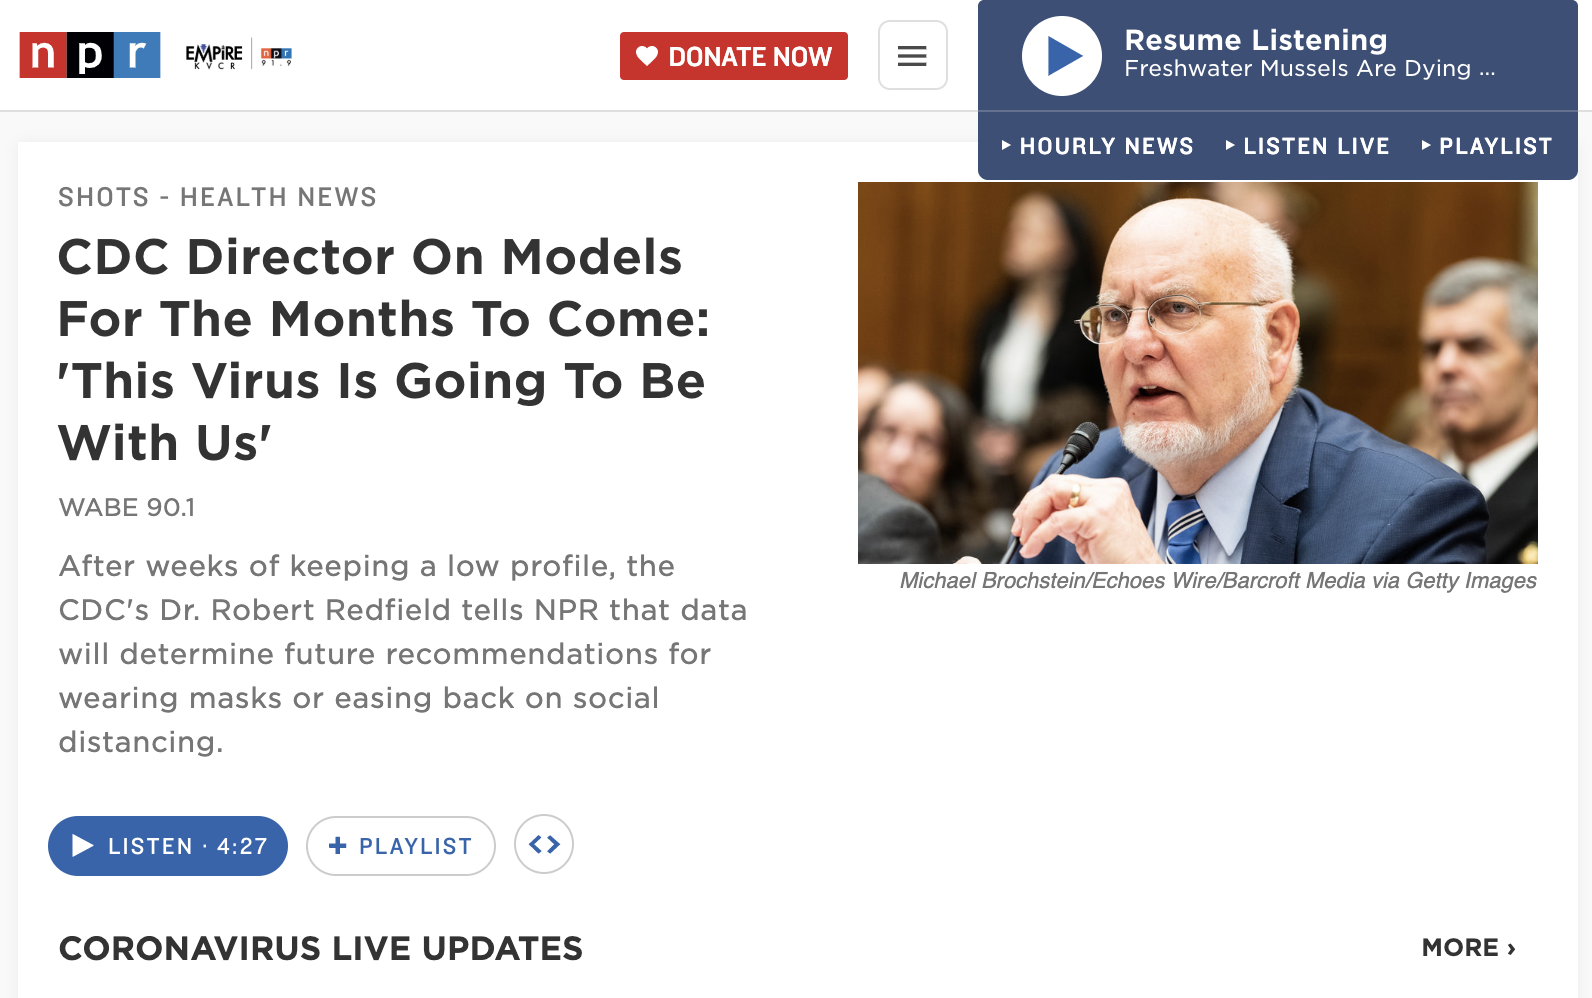 npr
EMPIRE
KVCR
npr
91.9
DONATE NOW
Resume Listening
Freshwater Mussels Are Dying ...
HOURLY NEWS
LISTEN LIVE
PLAYLIST
SHOTS - HEALTH NEWS
CDC Director On Models
For The Months To Come:
'This Virus Is Going To Be
With Us'
WABE 90.1
After weeks of keeping a low profile, the
CDC's Dr. Robert Redfield tells NPR that data
will determine future recommendations for
wearing masks or easing back on social
distancing.
Michael Brochstein/Echoes Wire/Barcroft Media via Getty Images
LISTEN · 4:27
+ PLAYLIST
<>
CORONAVIRUS LIVE UPDATES
MORE ›